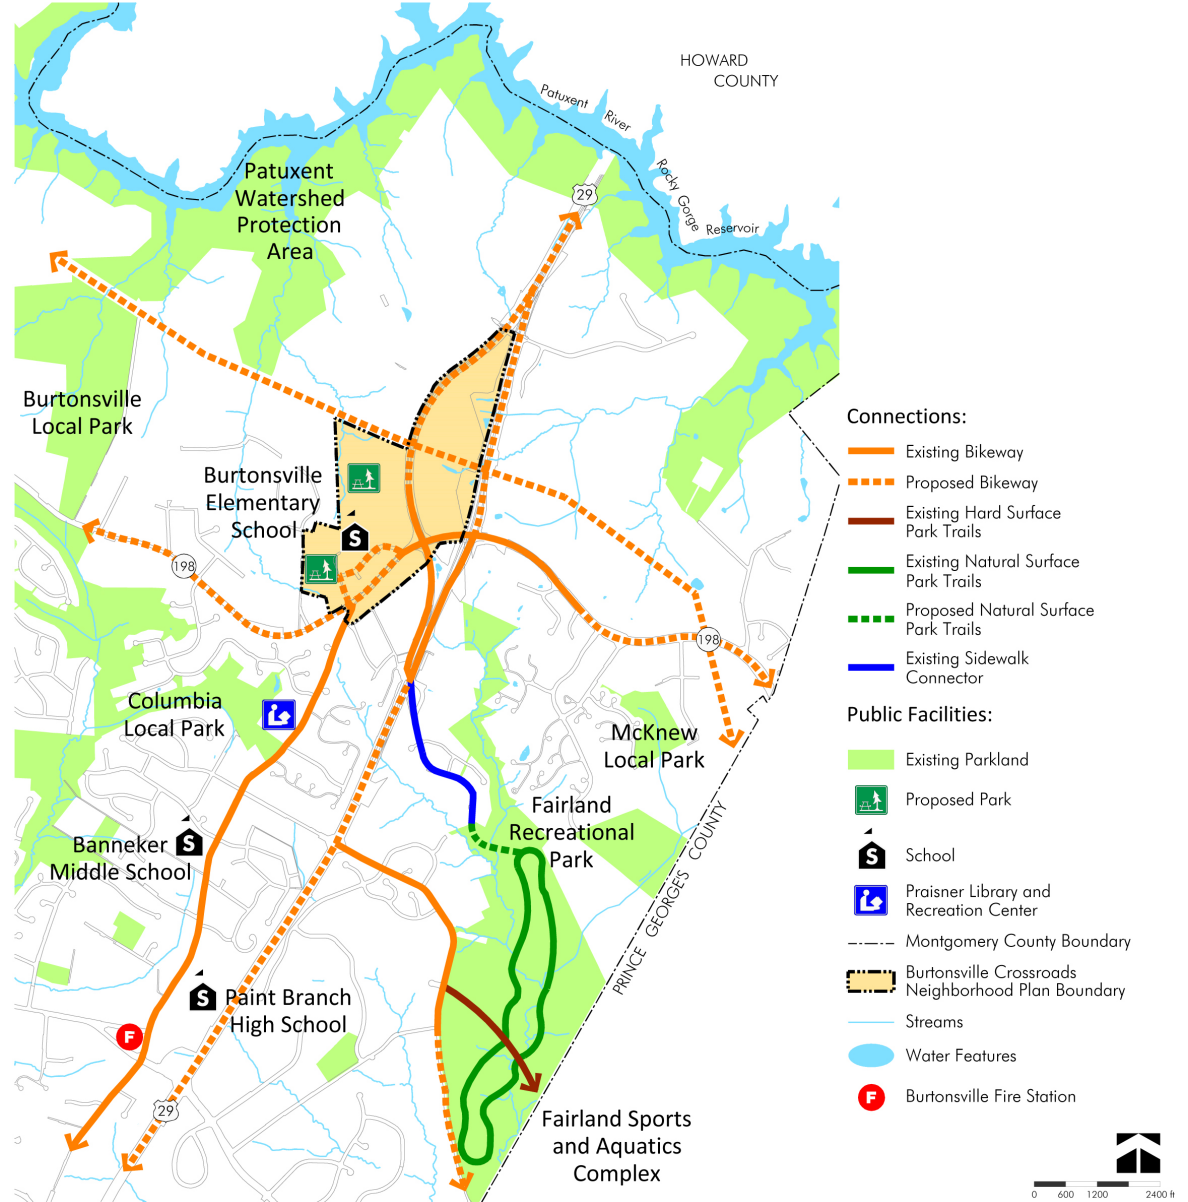 HOWARD
COUNTY
Patuxent River
Rocky Gorge Reservoir
29
Patuxent
Watershed
Protection
Area
Burtonsville
Local Park
Burtonsville
Elementary
School
S
198
198
Columbia
Local Park
McKnew
Local Park
Fairland
Recreational
Park
Banneker
Middle School
S
PRINCE GEORGE'S COUNTY
S
Paint Branch
High School
F
29
Fairland Sports
and Aquatics
Complex
Connections:
Existing Bikeway
Proposed Bikeway
Existing Hard Surface
Park Trails
Existing Natural Surface
Park Trails
Proposed Natural Surface
Park Trails
Existing Sidewalk
Connector
Public Facilities:
Existing Parkland
Proposed Park
S
School
Praisner Library and
Recreation Center
Montgomery County Boundary
Burtonsville Crossroads
Neighborhood Plan Boundary
Streams
Water Features
F
Burtonsville Fire Station
0 600 1200 2400 ft